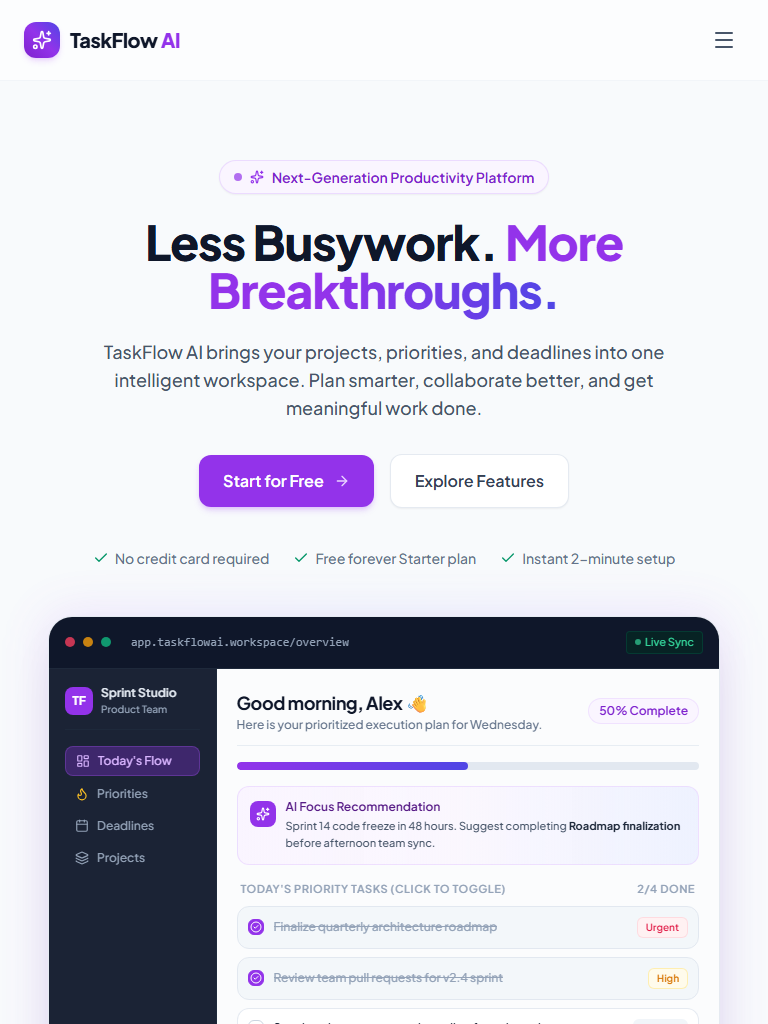 TaskFlow AI
Next-Generation Productivity Platform
Less Busywork. More
Breakthroughs.
TaskFlow AI brings your projects, priorities, and deadlines into one
intelligent workspace. Plan smarter, collaborate better, and get
meaningful work done.
Start for Free
Explore Features
No credit card required
Free forever Starter plan
Instant 2-minute setup
app.taskflowai.workspace/overview
Live Sync
TF
Sprint Studio
Product Team
Today's Flow
Priorities
Deadlines
Projects
Good morning, Alex 👋
Here is your prioritized execution plan for Wednesday.
50% Complete
AI Focus Recommendation
Sprint 14 code freeze in 48 hours. Suggest completing Roadmap finalization
before afternoon team sync.
TODAY'S PRIORITY TASKS (CLICK TO TOGGLE)
2/4 DONE
Finalize quarterly architecture roadmap
Urgent
Review team pull requests for v2.4 sprint
High